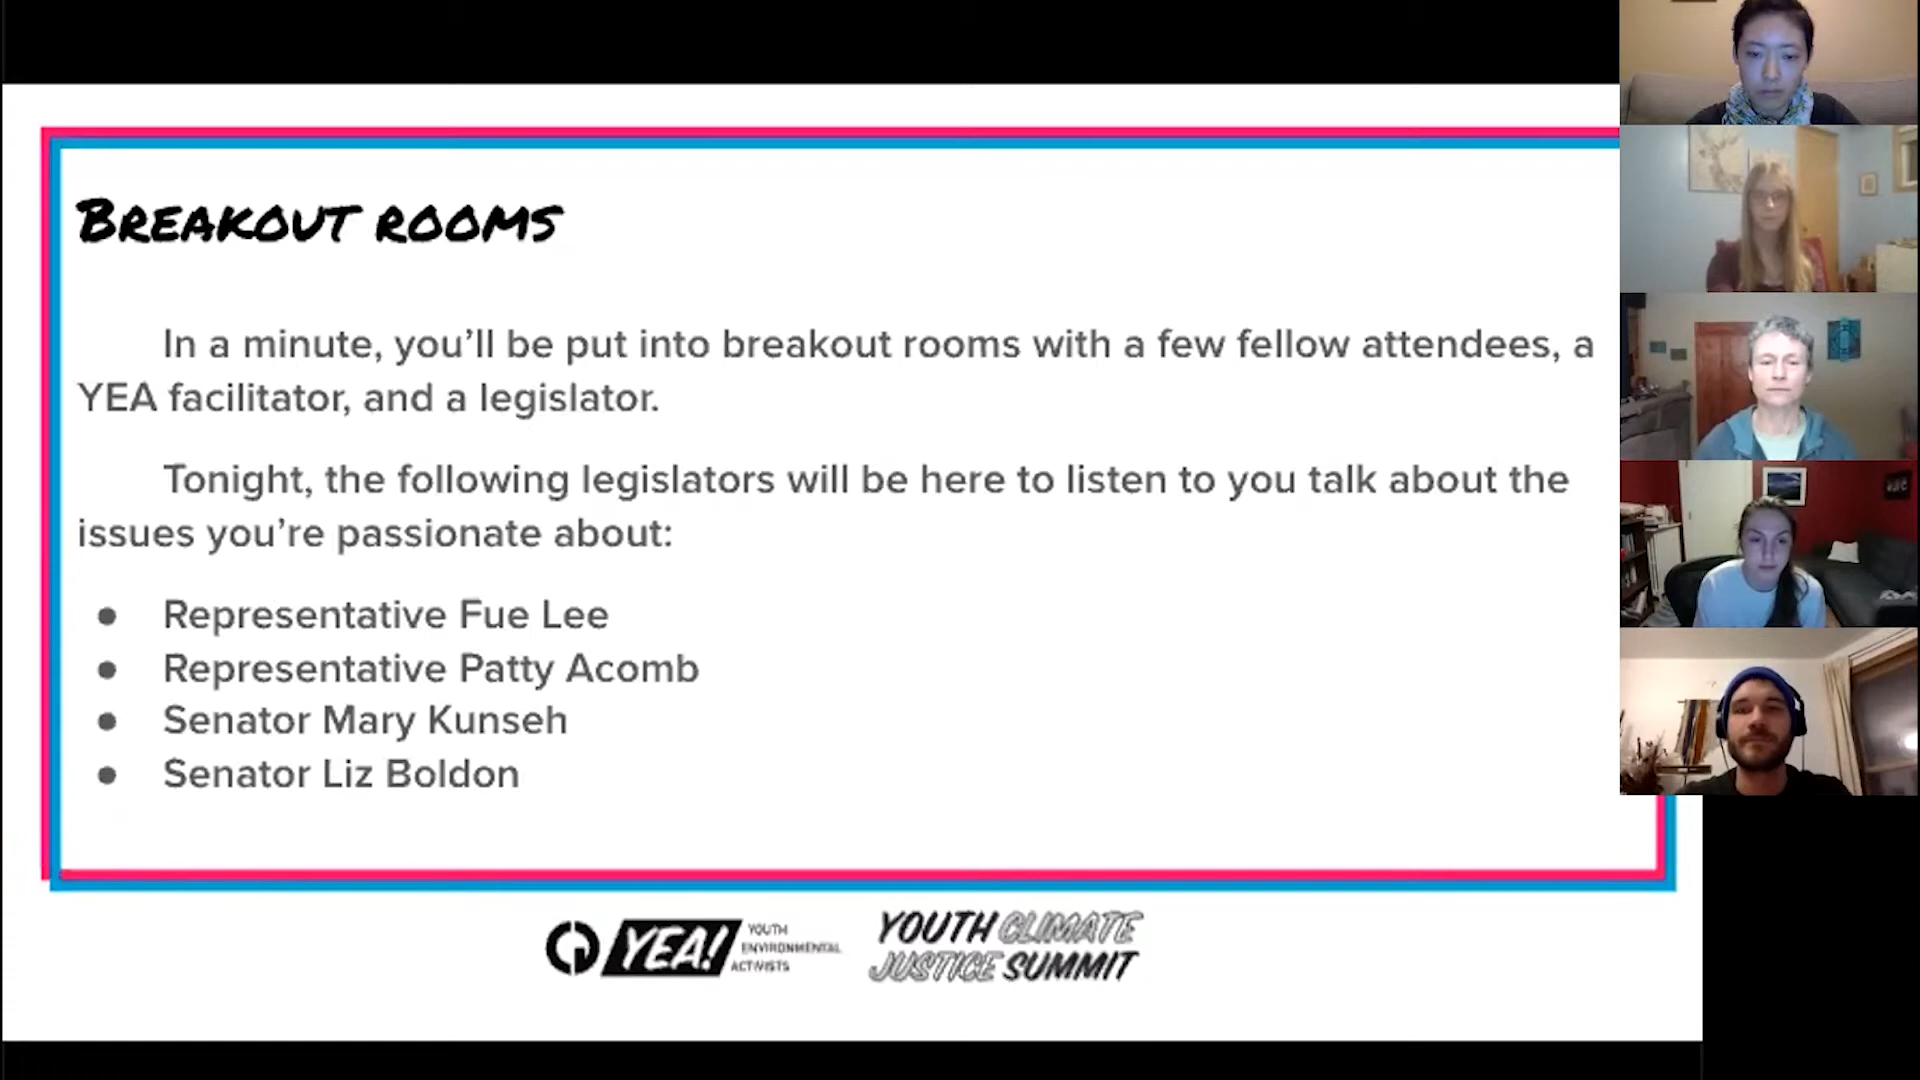 BREAKOUT ROOMS
In a minute, you'll be put into breakout rooms with a few fellow attendees, a
YEA facilitator, and a legislator.
Tonight, the following legislators will be here to listen to you talk about the
issues you're passionate about:
● Representative Fue Lee
● Representative Patty Acomb
● Senator Mary Kunseh
● Senator Liz Boldon
YEA!
YOUTH
ENVIRONMENTAL
ACTIVISTS
YOUTH CLIMATE
JUSTICE SUMMIT